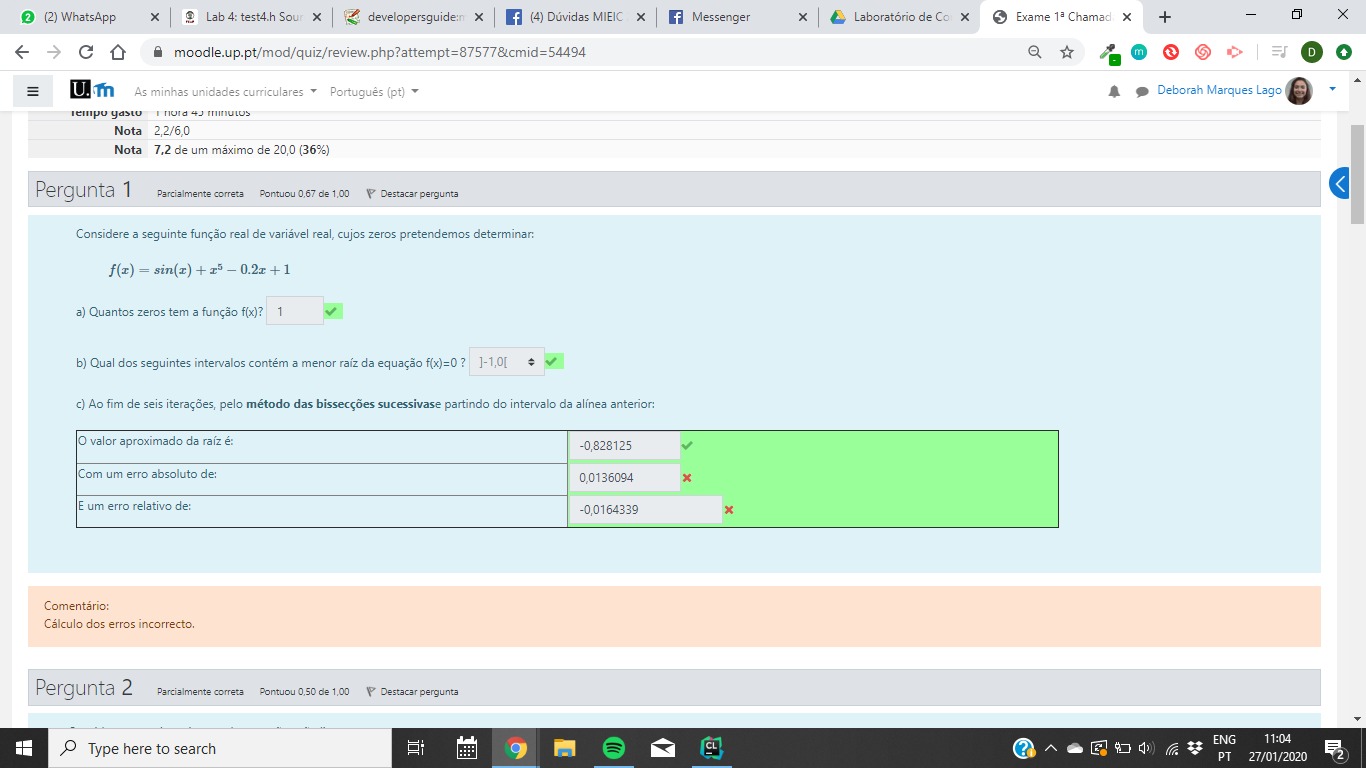 (2) WhatsApp
Lab 4: test4.h Sour
developersguide:m
(4) Dúvidas MIEIC
Messenger
Laboratório de Co
Exame 1ª Chamad
moodle.up.pt/mod/quiz/review.php?attempt=87577&cmid=54494
D
U. m As minhas unidades curriculares Português (pt)
Deborah Marques Lago
Tempo gasto 1 hora 45 minutos
Nota 2,2/6,0
Nota 7,2 de um máximo de 20,0 (36%)
Pergunta 1 Parcialmente correta Pontuou 0,67 de 1,00 Destacar pergunta
Considere a seguinte função real de variável real, cujos zeros pretendemos determinar:
f(x) = sin(x) + x⁵ − 0.2x + 1
a) Quantos zeros tem a função f(x)? 1
b) Qual dos seguintes intervalos contém a menor raíz da equação f(x)=0 ? ]-1,0[
c) Ao fim de seis iterações, pelo método das bissecções sucessivase partindo do intervalo da alínea anterior:
O valor aproximado da raíz é: -0,828125
Com um erro absoluto de: 0,0136094
E um erro relativo de: -0,0164339
Comentário:
Cálculo dos erros incorrecto.
Pergunta 2 Parcialmente correta Pontuou 0,50 de 1,00 Destacar pergunta
Type here to search
CL
ENG
PT
11:04
27/01/2020
2